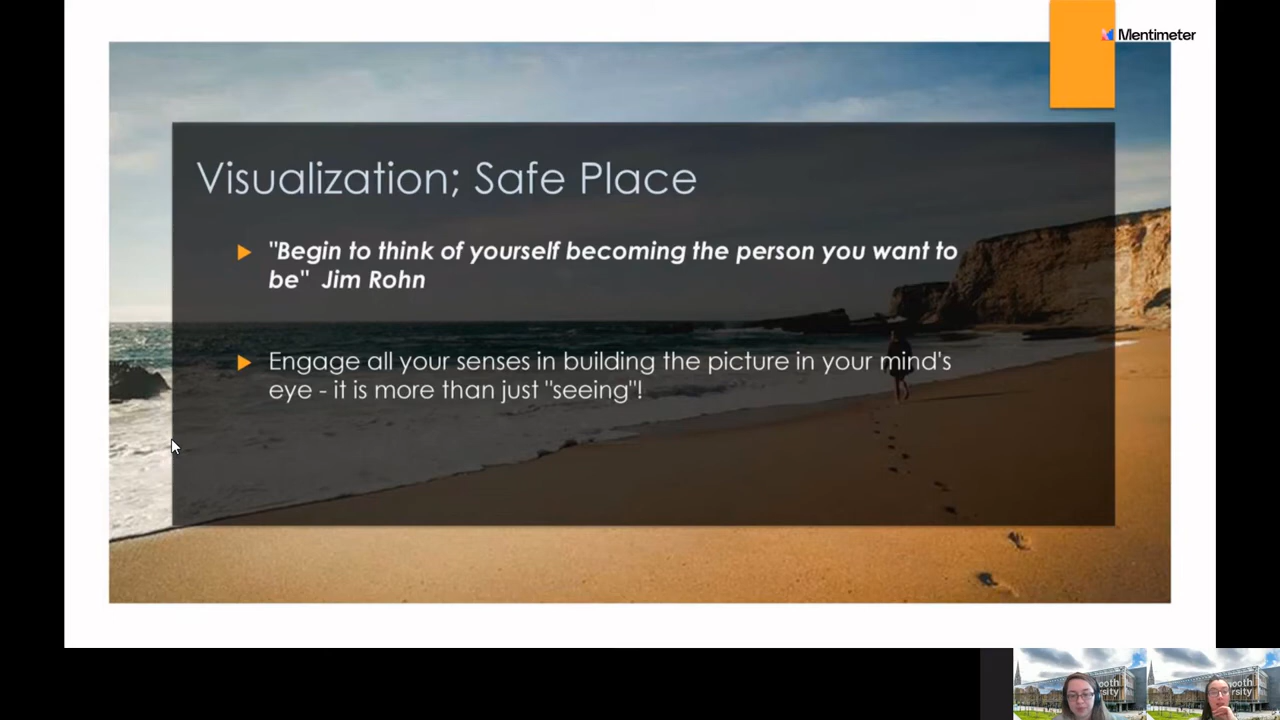 Mentimeter
Visualization; Safe Place
"Begin to think of yourself becoming the person you want to
be" Jim Rohn
Engage all your senses in building the picture in your mind's
eye - it is more than just "seeing"!